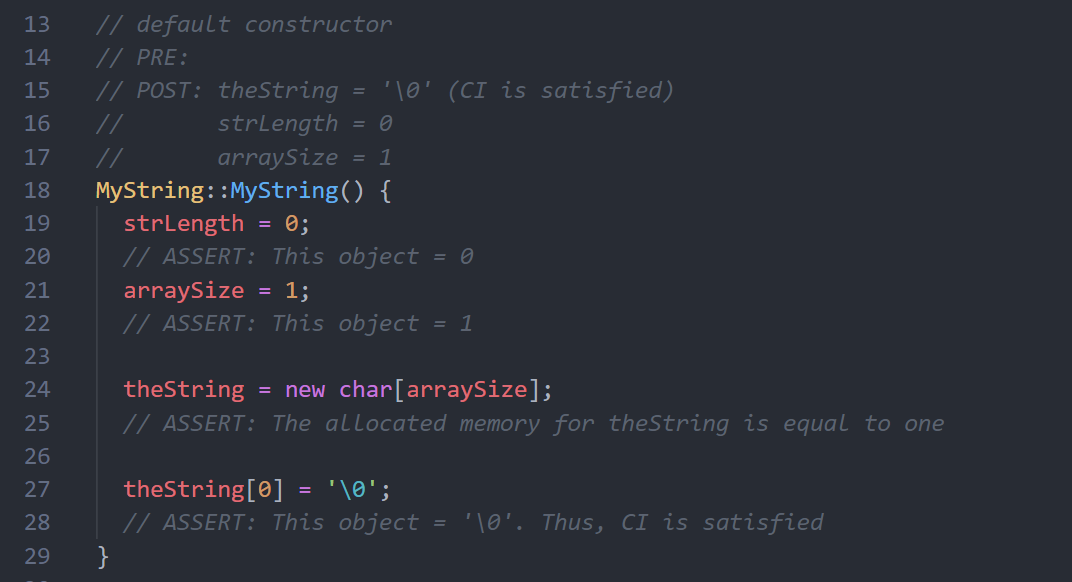 13 // default constructor
14 // PRE:
15 // POST: theString = '\0' (CI is satisfied)
16 //       strLength = 0
17 //       arraySize = 1
18 MyString::MyString() {
19   strLength = 0;
20   // ASSERT: This object = 0
21   arraySize = 1;
22   // ASSERT: This object = 1
23
24   theString = new char[arraySize];
25   // ASSERT: The allocated memory for theString is equal to one
26
27   theString[0] = '\0';
28   // ASSERT: This object = '\0'. Thus, CI is satisfied
29 }